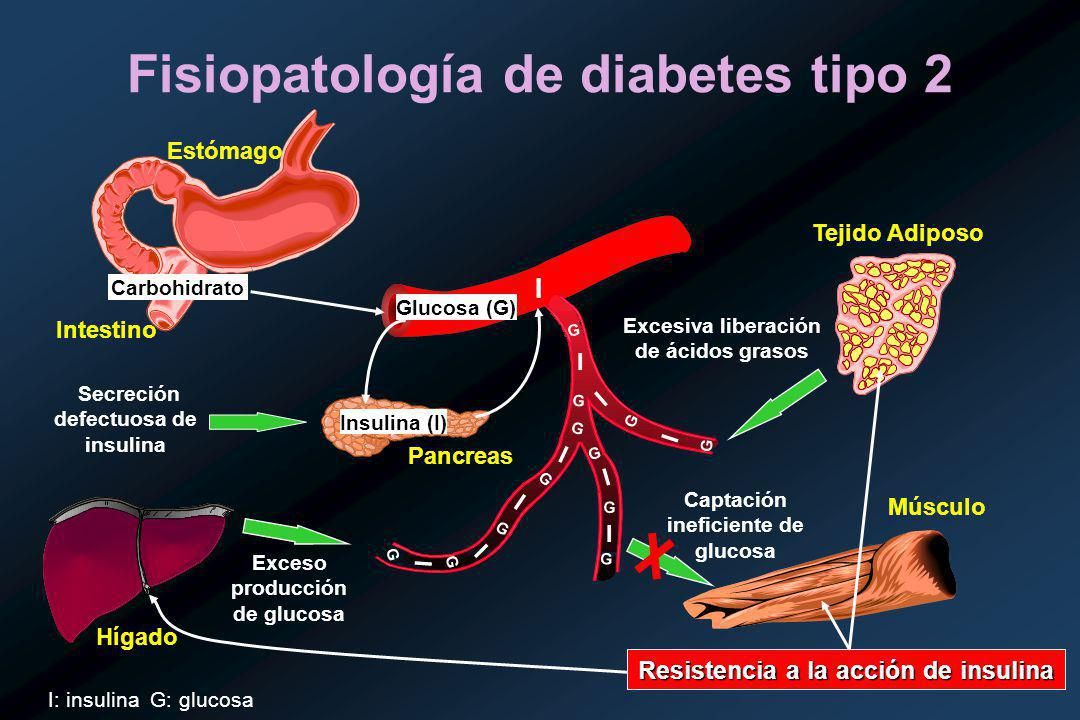 Fisiopatología de diabetes tipo 2
Estómago
Carbohidrato
Intestino
Glucosa (G)
I
Tejido Adiposo
Excesiva liberación
de ácidos grasos
Secreción
defectuosa de
insulina
Insulina (I)
Pancreas
G
I
G
I
G
I
G
G
I
G
I
G
I
G
I
G
G
I
G
I
G
Captación
ineficiente de
glucosa
Músculo
Exceso
producción
de glucosa
Hígado
X
Resistencia a la acción de insulina
I: insulina G: glucosa